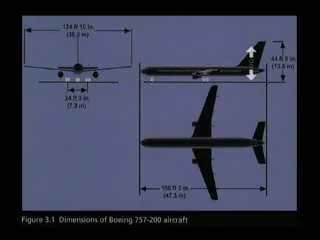 124 ft 10 in.
(38.0 m)
44 ft 6 in.
(13.6 m)
24 ft 0 in.
(7.3 m)
155 ft 3 in.
(47.3 m)
Figure 3.1 Dimensions of Boeing 757-200 aircraft